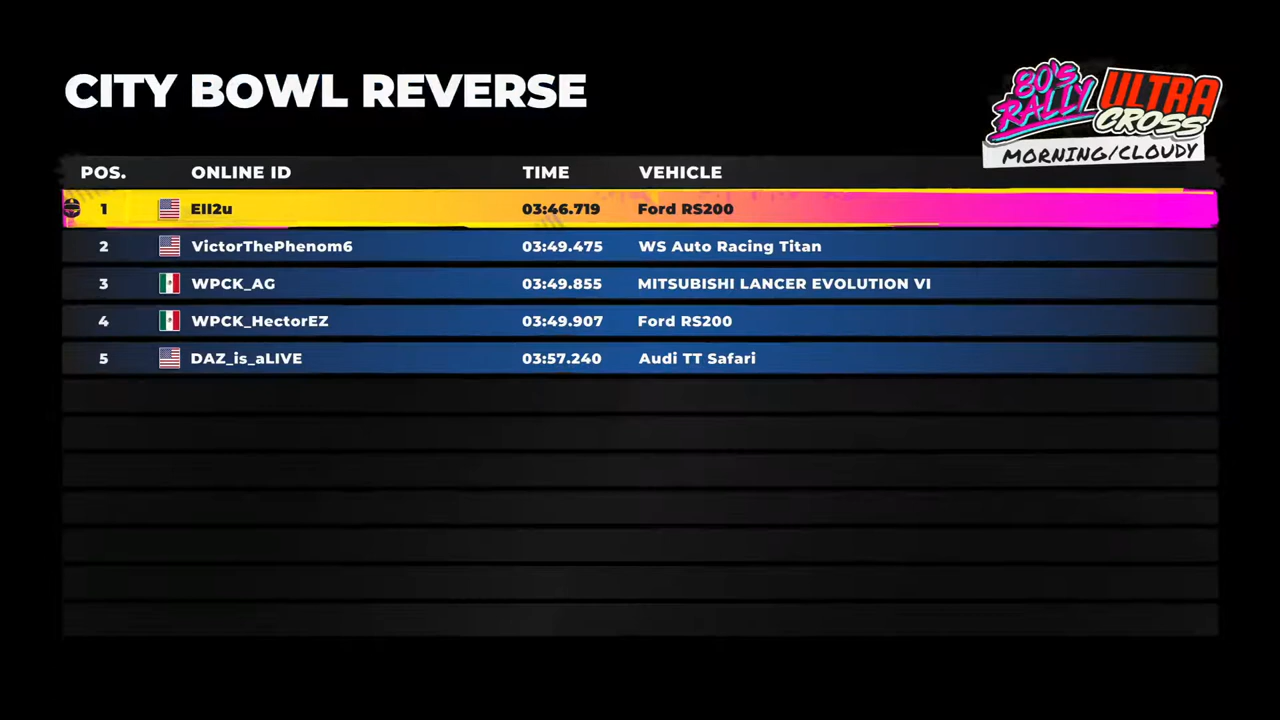 CITY BOWL REVERSE
80's RALLY ULTRA CROSS
MORNING/CLOUDY
POS. ONLINE ID TIME VEHICLE
1 Ell2u 03:46.719 Ford RS200
2 VictorThePhenom6 03:49.475 WS Auto Racing Titan
3 WPCK_AG 03:49.855 MITSUBISHI LANCER EVOLUTION VI
4 WPCK_HectorEZ 03:49.907 Ford RS200
5 DAZ_is_aLIVE 03:57.240 Audi TT Safari